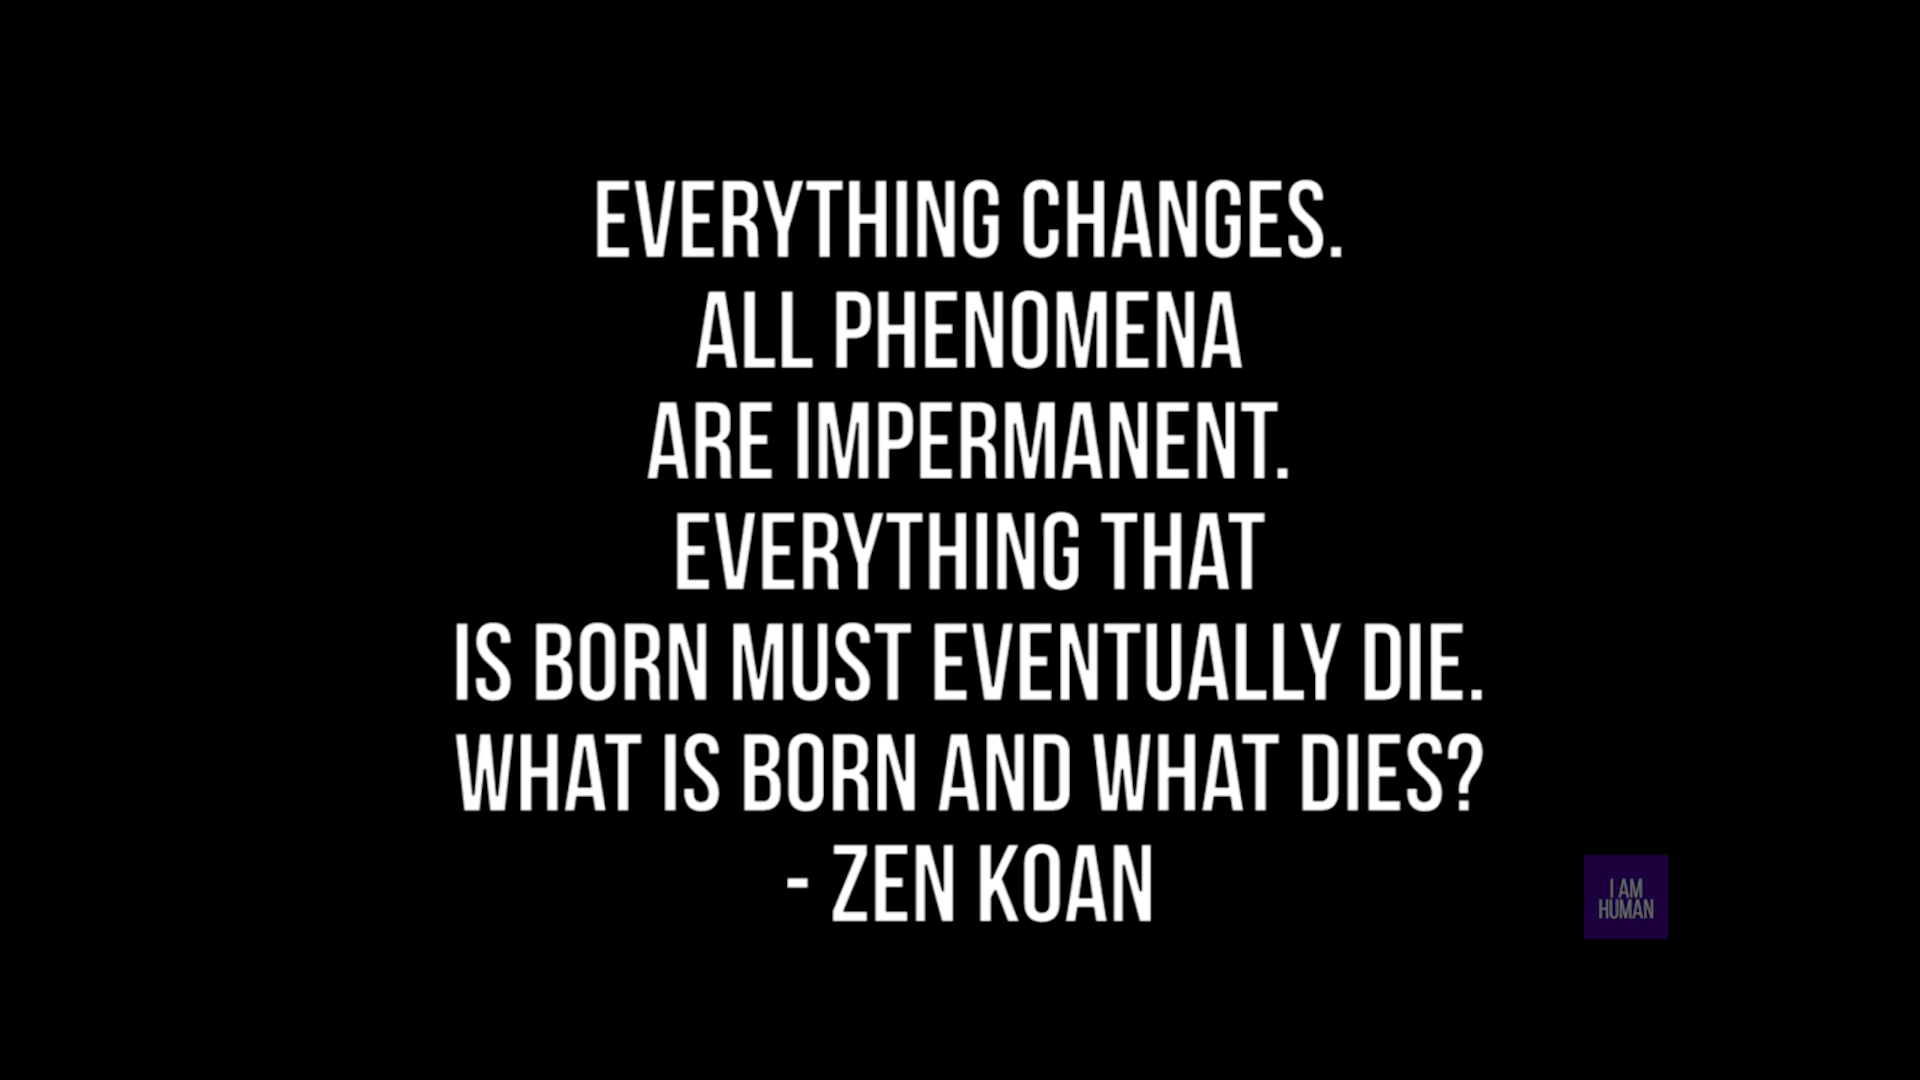 EVERYTHING CHANGES.
ALL PHENOMENA
ARE IMPERMANENT.
EVERYTHING THAT
IS BORN MUST EVENTUALLY DIE.
WHAT IS BORN AND WHAT DIES?
- ZEN KOAN
I AM
HUMAN